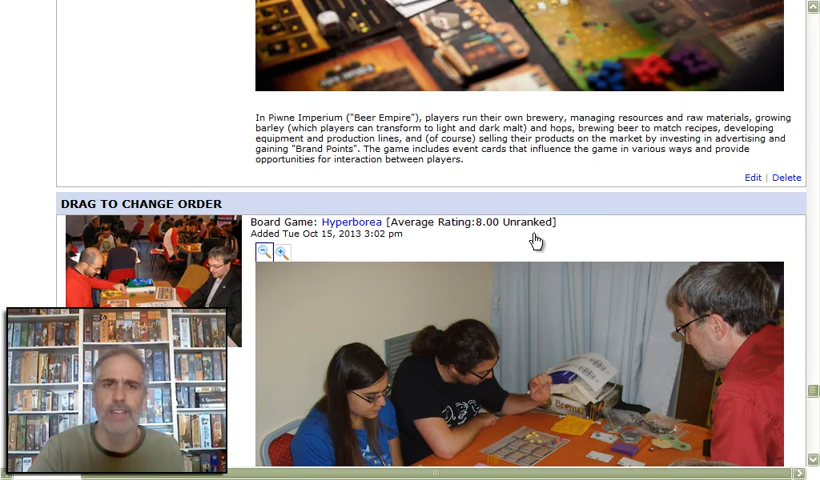 In Piwne Imperium ("Beer Empire"), players run their own brewery, managing resources and raw materials, growing
barley (which players can transform to light and dark malt) and hops, brewing beer to match recipes, developing
equipment and production lines, and (of course) selling their products on the market by investing in advertising and
gaining "Brand Points". The game includes event cards that influence the game in various ways and provide
opportunities for interaction between players.
Edit | Delete
DRAG TO CHANGE ORDER
Board Game: Hyperborea [Average Rating:8.00 Unranked]
Added Tue Oct 15, 2013 3:02 pm